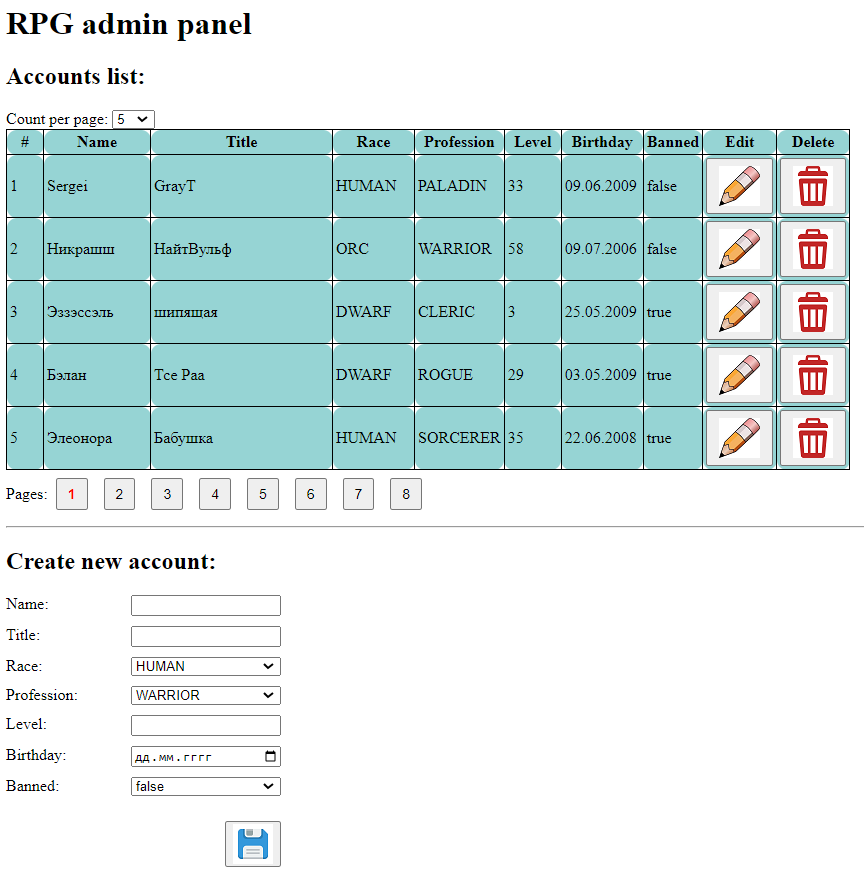 RPG admin panel
Accounts list:
Count per page: 5
# Name Title Race Profession Level Birthday Banned Edit Delete
1 Sergei GrayT HUMAN PALADIN 33 09.06.2009 false
2 Никрашш НайтВульф ORC WARRIOR 58 09.07.2006 false
3 Эззэссэль шипящая DWARF CLERIC 3 25.05.2009 true
4 Бэлан Тсе Раа DWARF ROGUE 29 03.05.2009 true
5 Элеонора Бабушка HUMAN SORCERER 35 22.06.2008 true
Pages: 1 2 3 4 5 6 7 8
Create new account:
Name:
Title:
Race: HUMAN
Profession: WARRIOR
Level:
Birthday: дд.мм.гггг
Banned: false